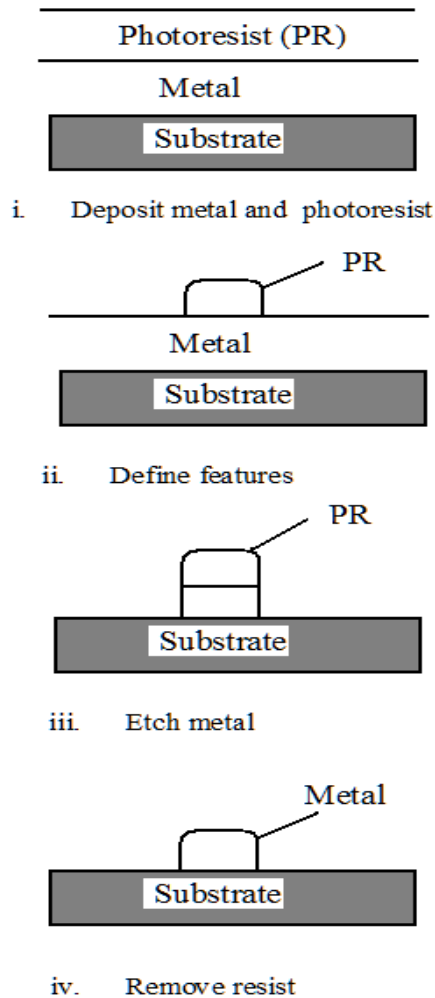 Photoresist (PR)
Metal
Substrate
i. Deposit metal and photoresist
PR
Metal
Substrate
ii. Define features
PR
Substrate
iii. Etch metal
Metal
Substrate
iv. Remove resist